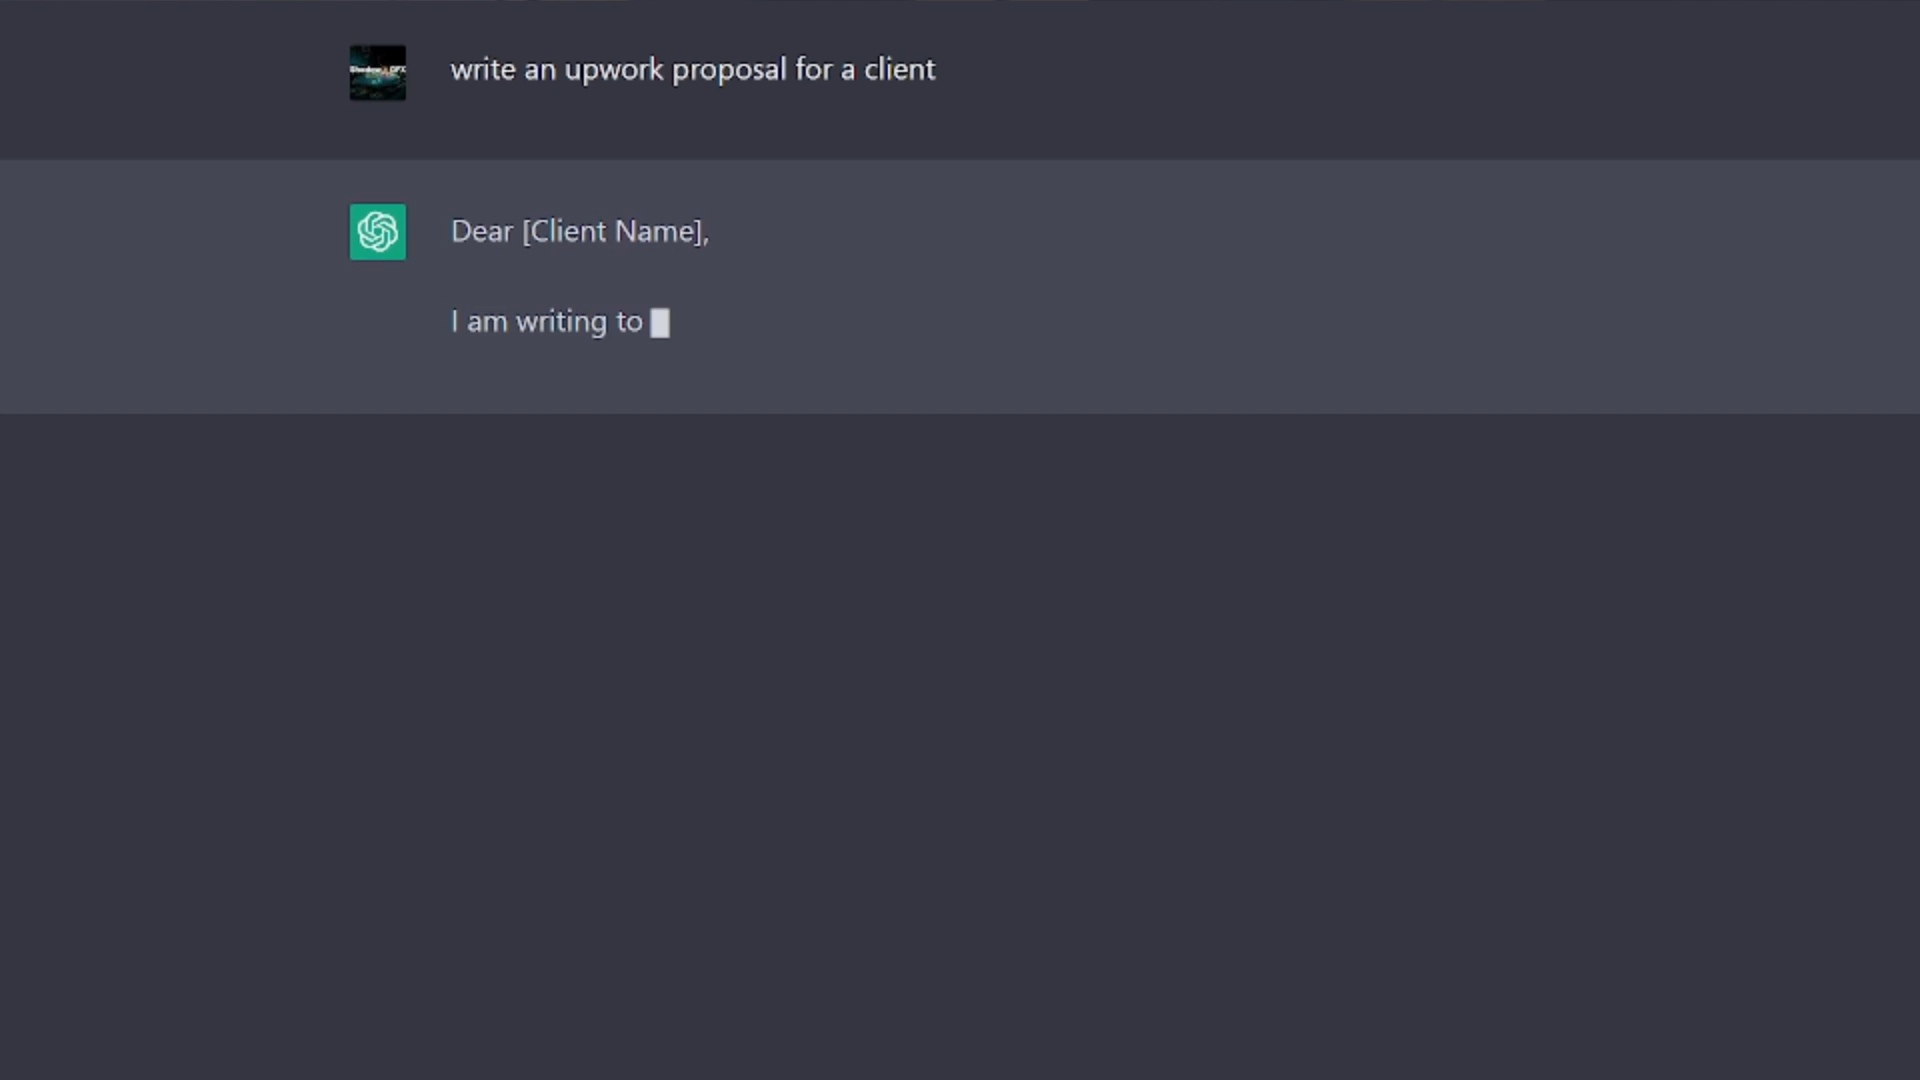 write an upwork proposal for a client
Dear [Client Name],
I am writing to